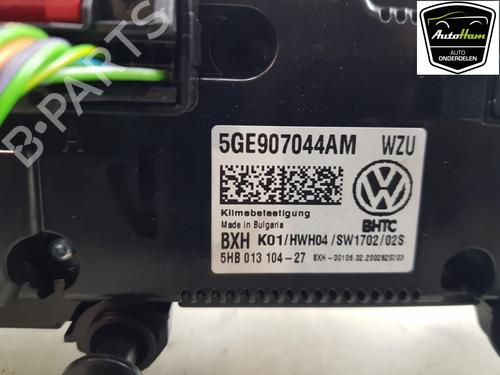 AutoHam
AUTO
ONDERDELEN
B-PARTS
A
5GE907044AM WZU
Klimabetaetigung
Made in Bulgaria
BHTC
BXH K01/HWH04/SW1702/02S
5HB 013 104-27